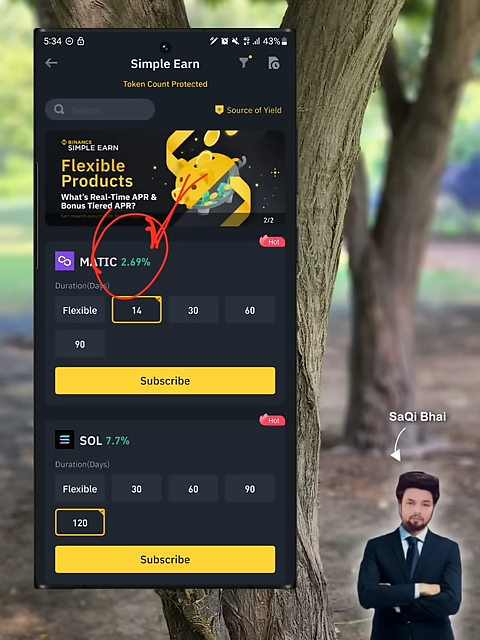 5:34
43%
Simple Earn
Token Count Protected
Search
Source of Yield
BINANCE
SIMPLE EARN
Flexible
Products
What's Real-Time APR &
Bonus Tiered APR?
2/2
Hot
MATIC 2.69%
Duration(Days)
Flexible
14
30
60
90
Subscribe
Hot
SOL 7.7%
Duration(Days)
Flexible
30
60
90
120
Subscribe
SaQi Bhai